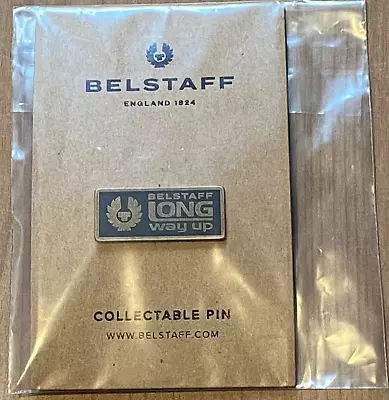 BELSTAFF
ENGLAND 1924
BELSTAFF
LONG
way up
COLLECTABLE PIN
WWW.BELSTAFF.COM